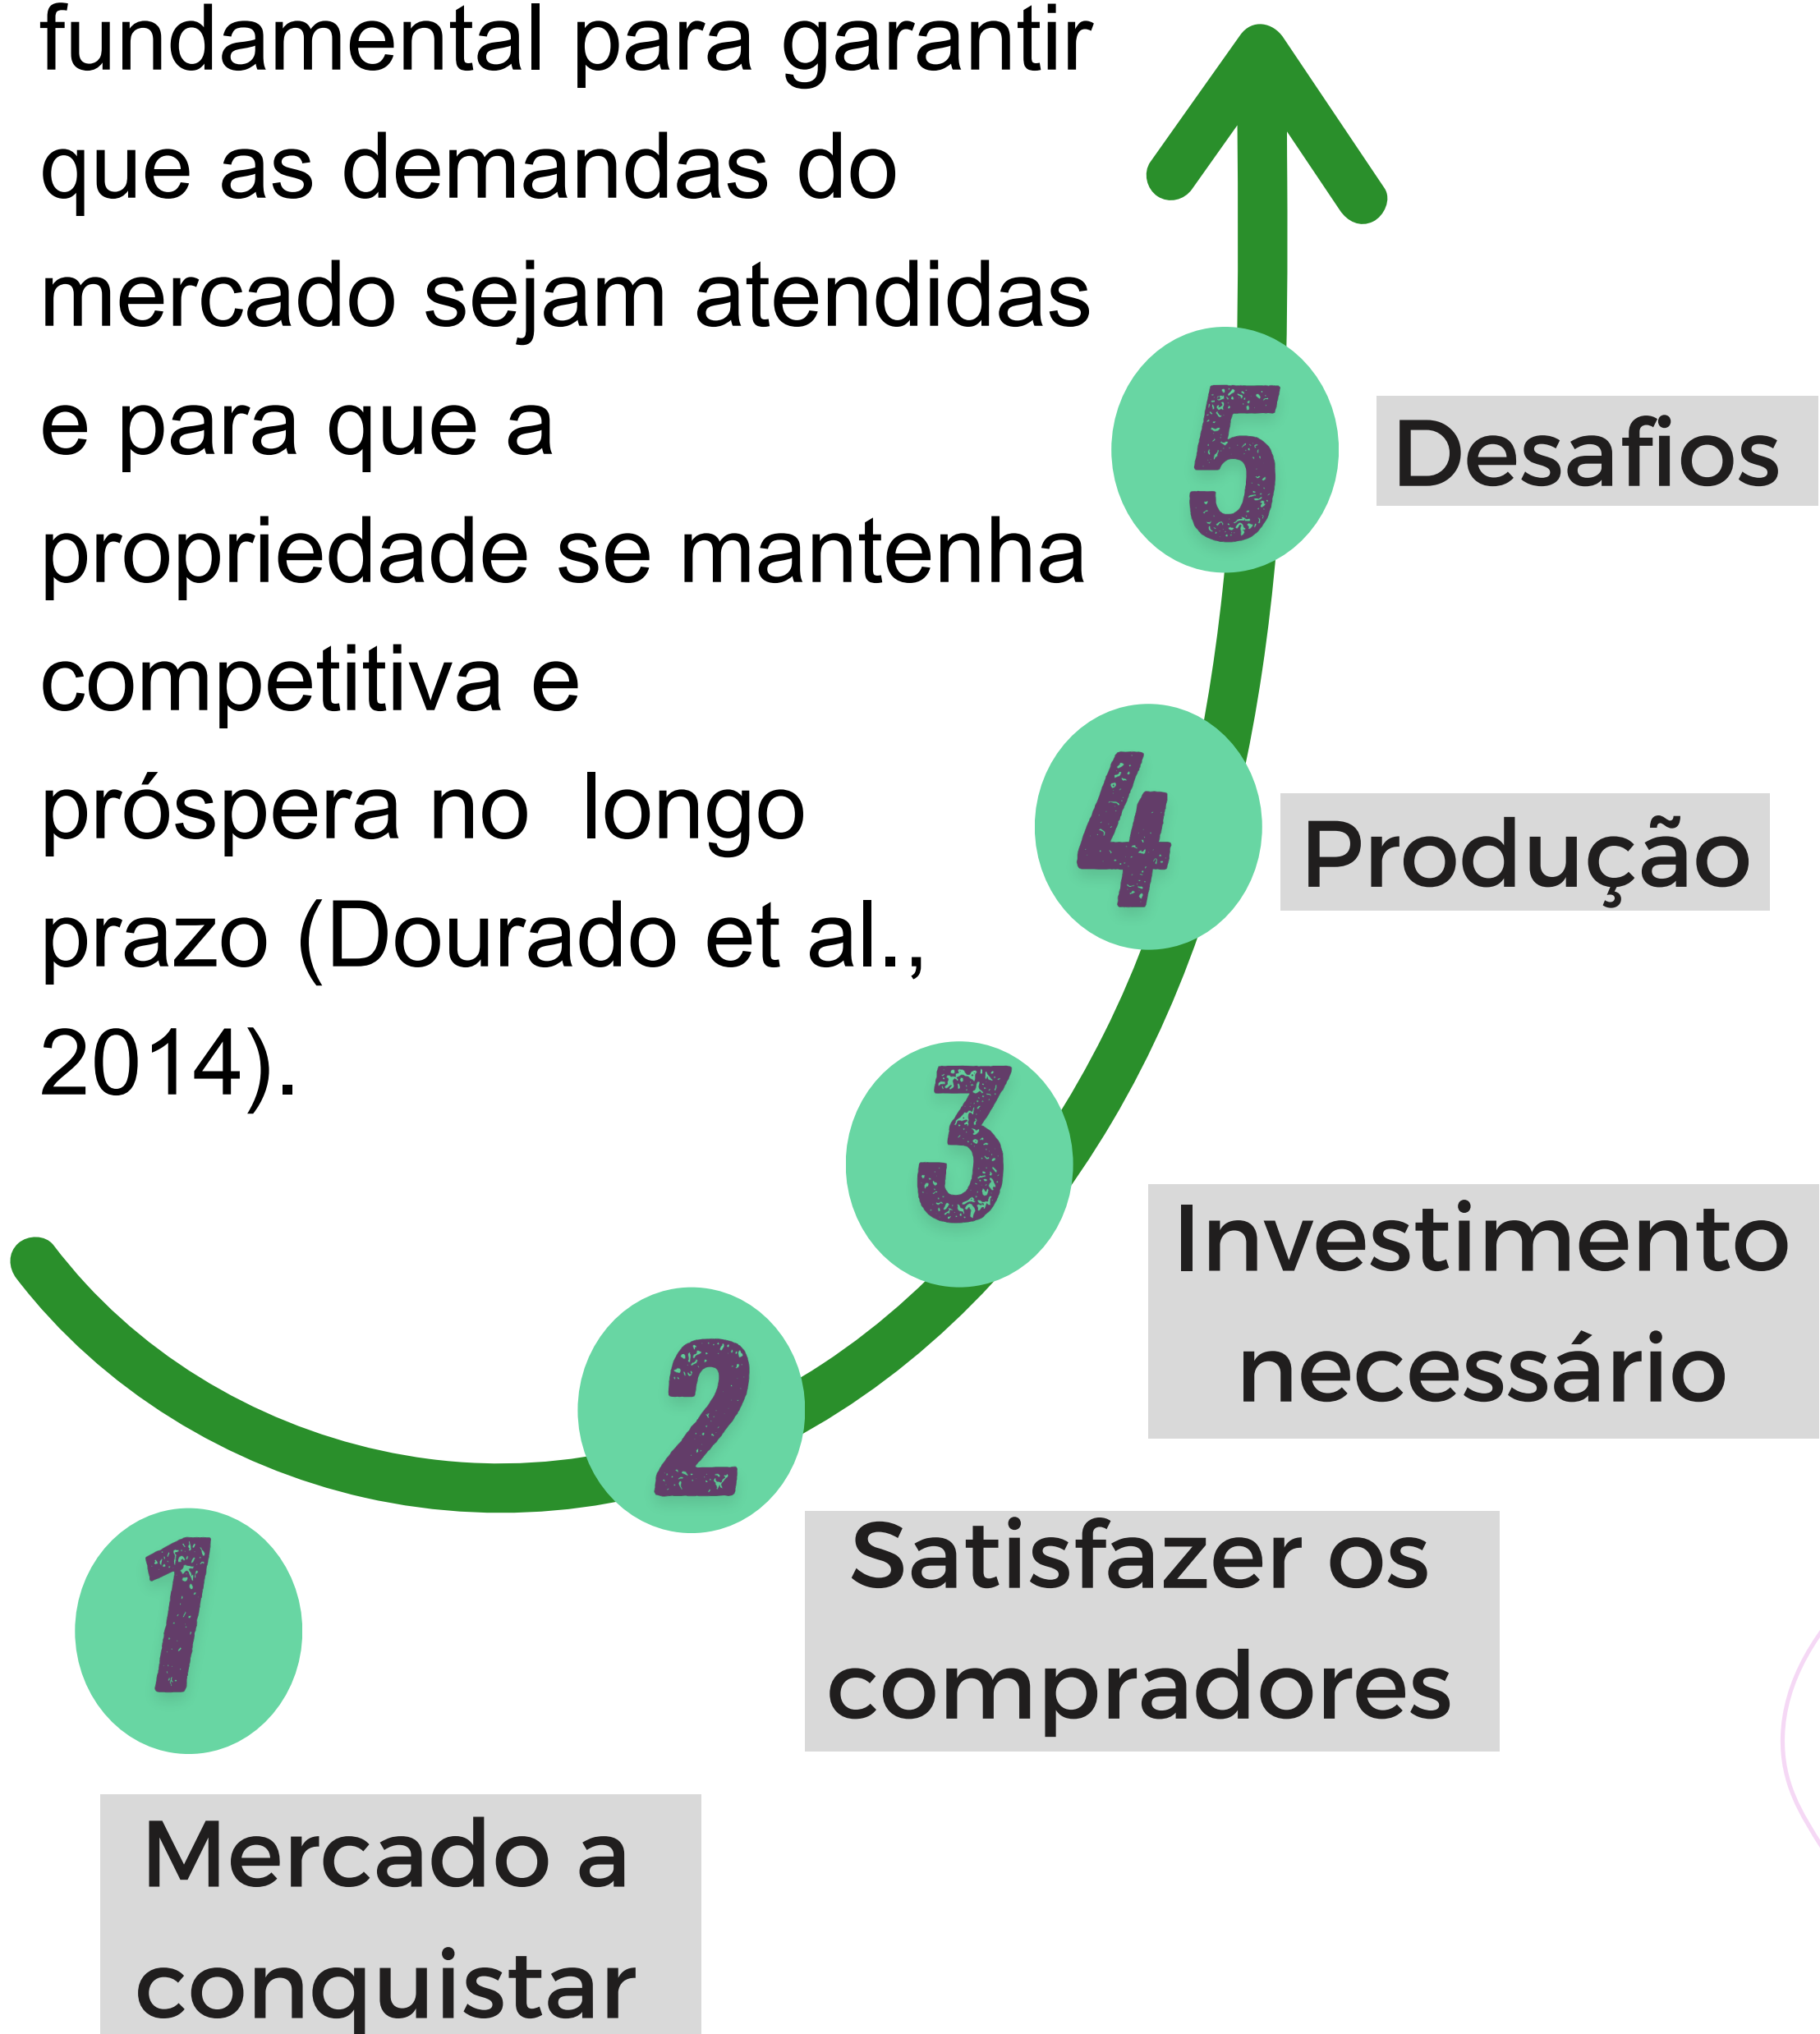 fundamental para garantir
que as demandas do
mercado sejam atendidas
e para que a
propriedade se mantenha
competitiva e
próspera no longo
prazo (Dourado et al.,
2014).
5
Desafios
4
Produção
3
Investimento
necessário
2
Satisfazer os
compradores
1
Mercado a
conquistar